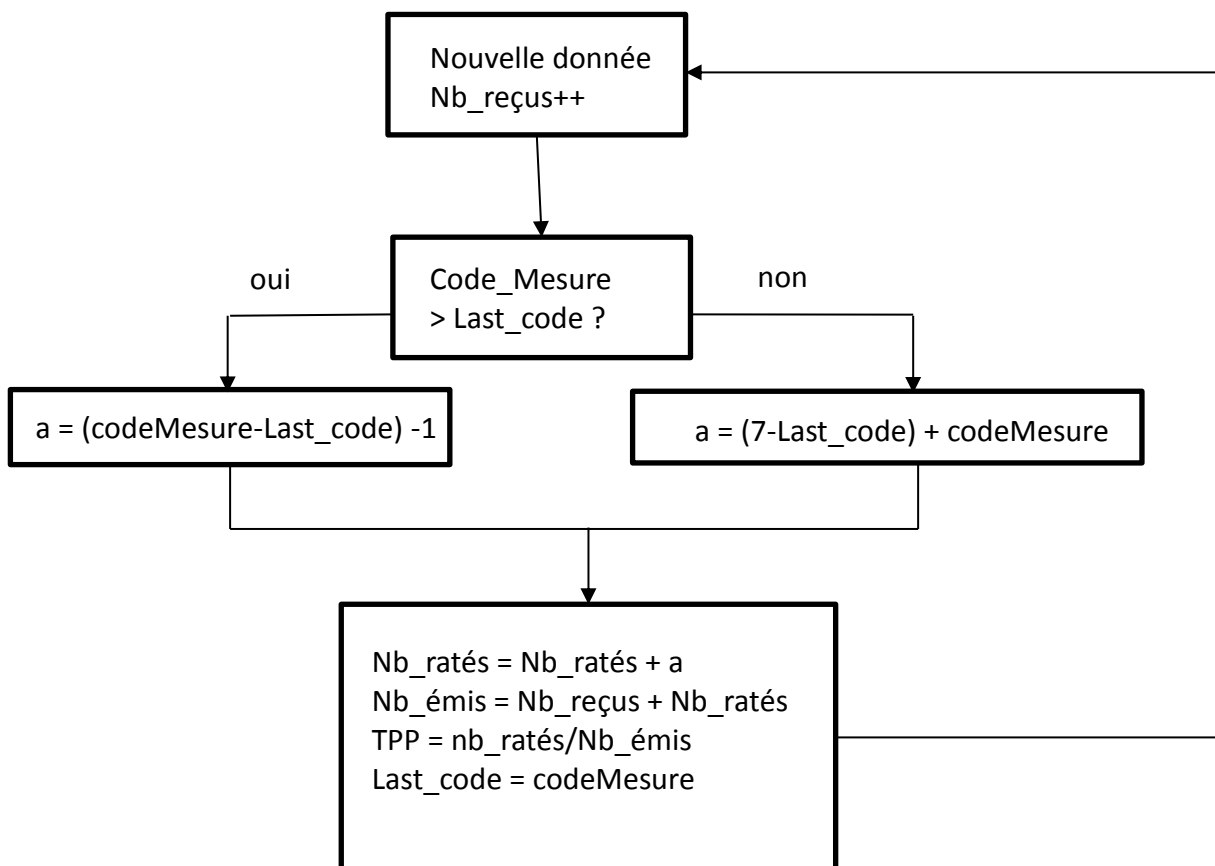 Nouvelle donnée
Nb_reçus++
oui
Code_Mesure
> Last_code ?
non
a = (codeMesure-Last_code) -1
a = (7-Last_code) + codeMesure
Nb_ratés = Nb_ratés + a
Nb_émis = Nb_reçus + Nb_ratés
TPP = nb_ratés/Nb_émis
Last_code = codeMesure